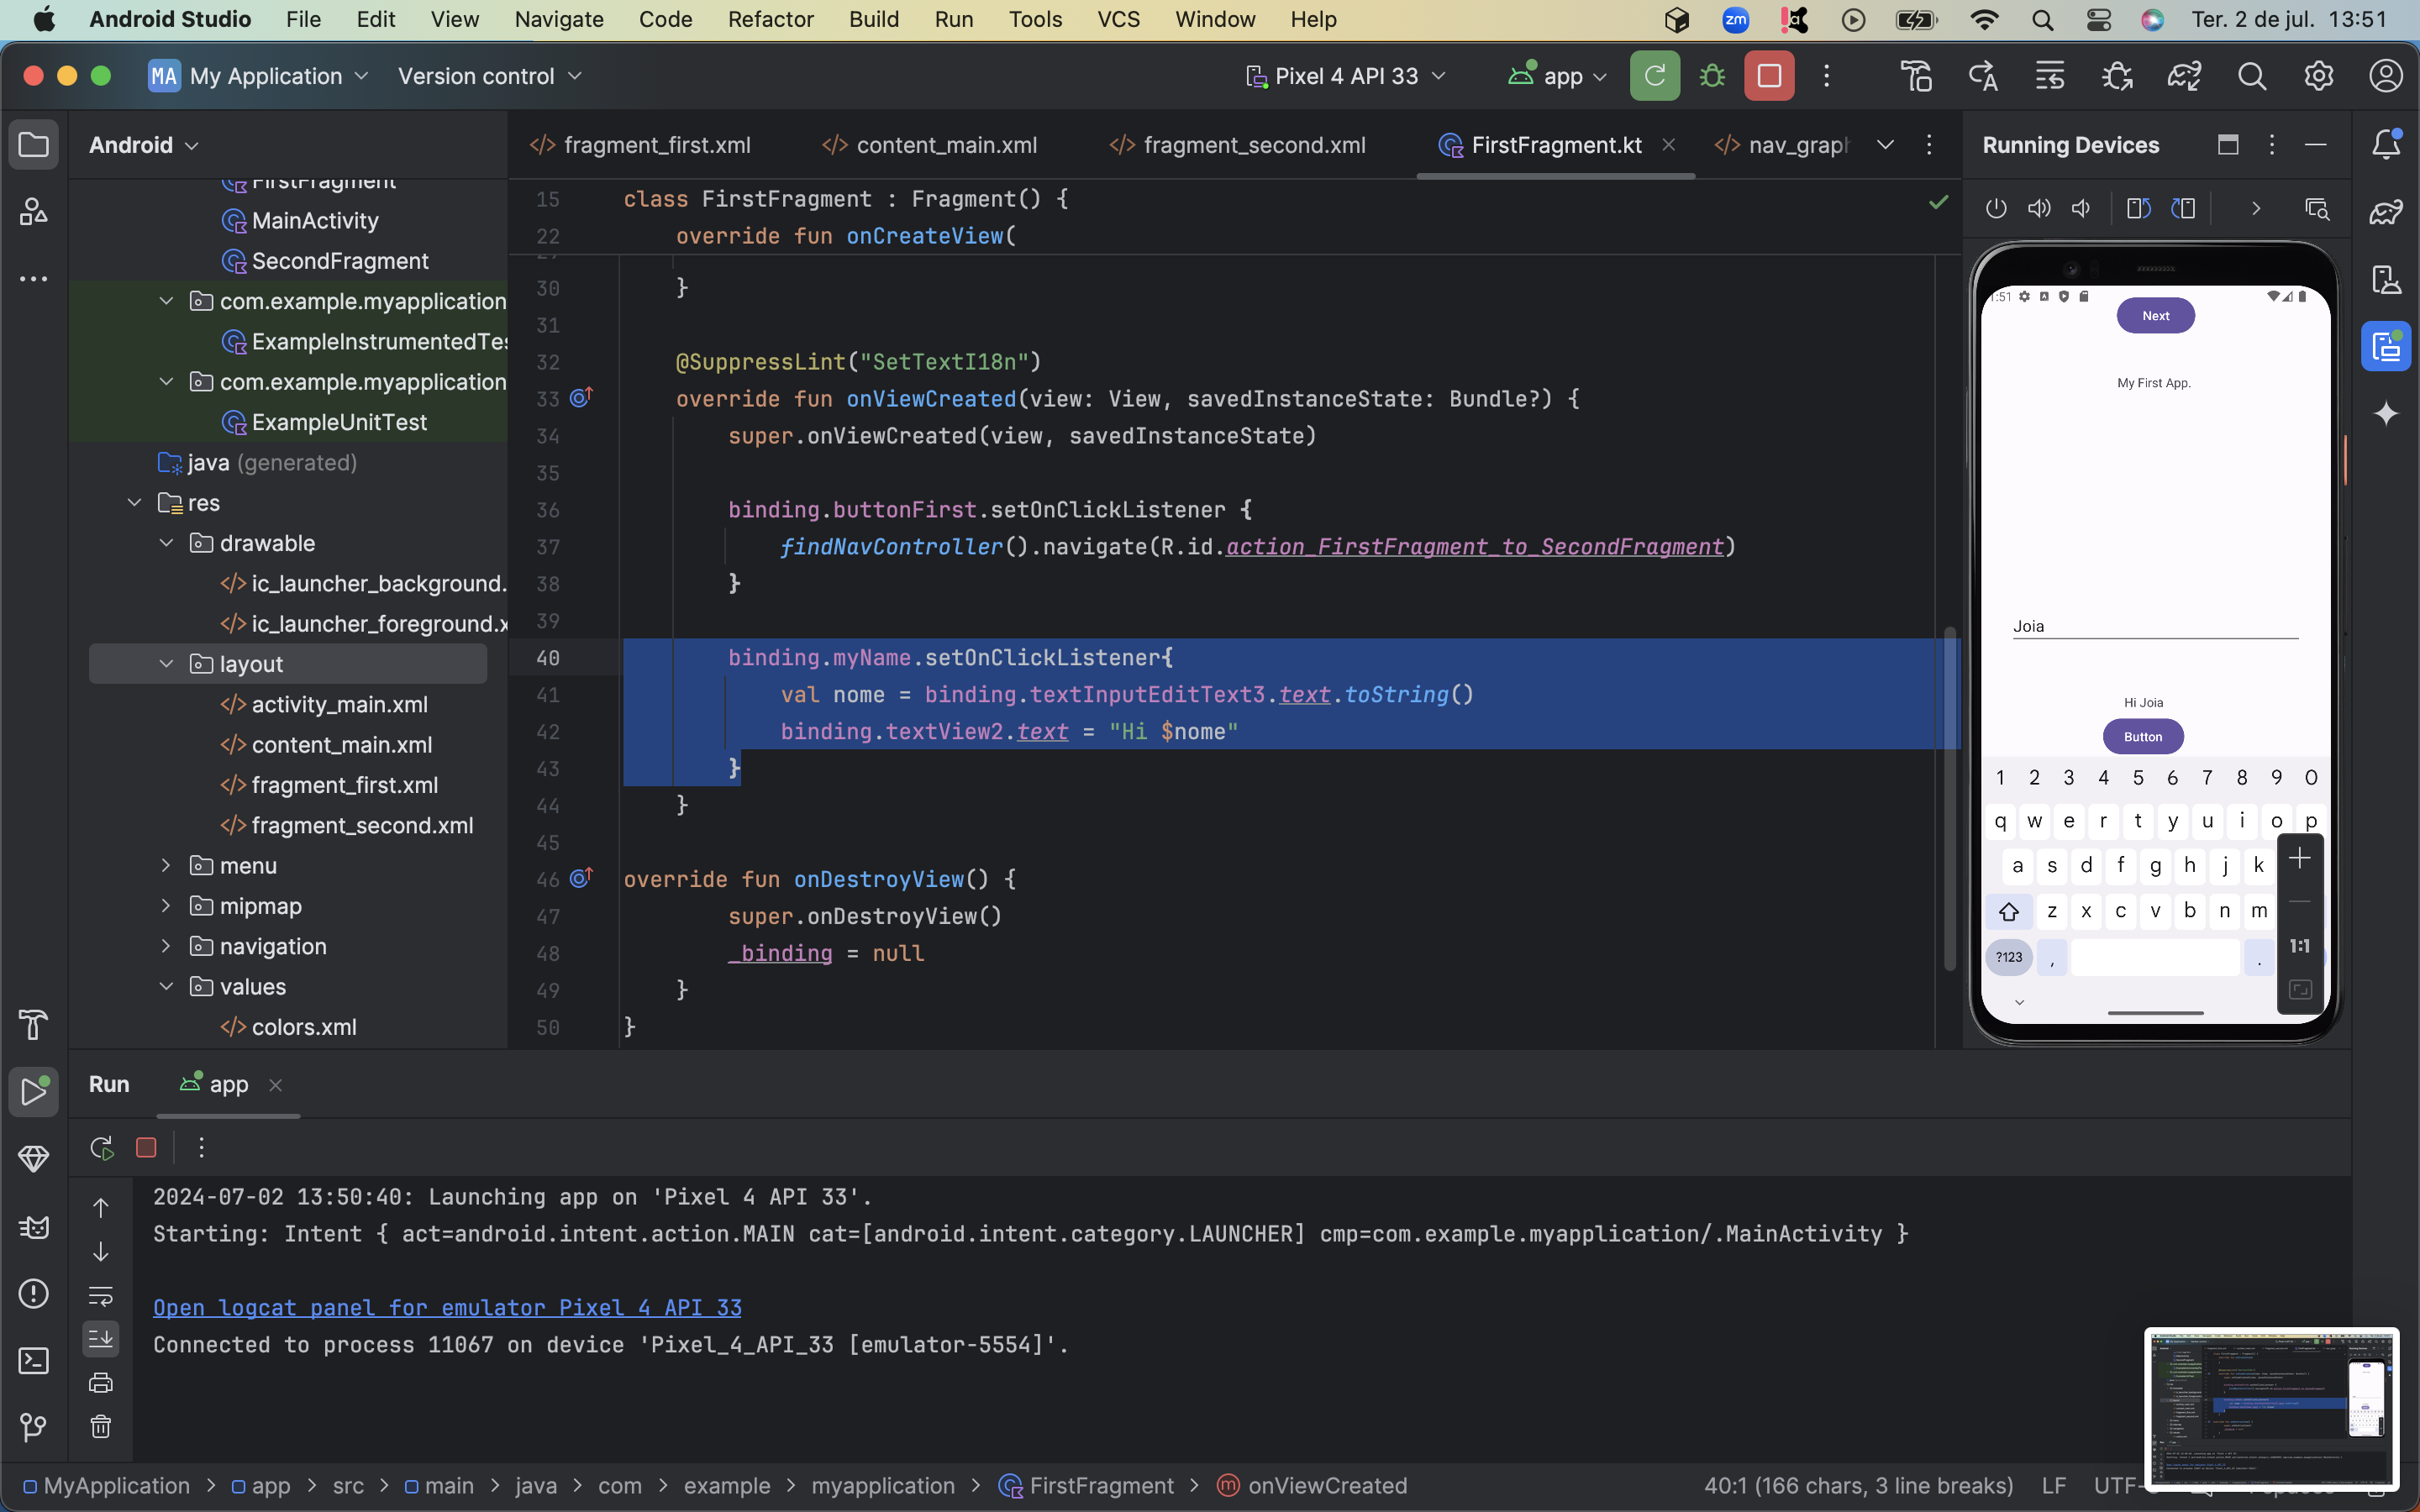 Android Studio File Edit View Navigate Code Refactor Build Run Tools VCS Window Help zm Ter. 2 de jul. 13:51
MA My Application Version control Pixel 4 API 33 app
Android
FirstFragment
MainActivity
SecondFragment
com.example.myapplication
ExampleInstrumentedTes
com.example.myapplication
ExampleUnitTest
java (generated)
res
drawable
ic_launcher_background.
ic_launcher_foreground.x
layout
activity_main.xml
content_main.xml
fragment_first.xml
fragment_second.xml
menu
mipmap
navigation
values
colors.xml
fragment_first.xml content_main.xml fragment_second.xml FirstFragment.kt nav_graph
15 class FirstFragment : Fragment() {
22 override fun onCreateView(
30 }
31
32 @SuppressLint("SetTextI18n")
33 override fun onViewCreated(view: View, savedInstanceState: Bundle?) {
34 super.onViewCreated(view, savedInstanceState)
35
36 binding.buttonFirst.setOnClickListener {
37 findNavController().navigate(R.id.action_FirstFragment_to_SecondFragment)
38 }
39
40 binding.myName.setOnClickListener{
41 val nome = binding.textInputEditText3.text.toString()
42 binding.textView2.text = "Hi $nome"
43 }
44 }
45
46 override fun onDestroyView() {
47 super.onDestroyView()
48 _binding = null
49 }
50 }
Running Devices
1:51
Next
My First App.
Joia
Hi Joia
Button
1 2 3 4 5 6 7 8 9 0
q w e r t y u i o p
a s d f g h j k
z x c v b n m
?123 , .
1:1
Run app
2024-07-02 13:50:40: Launching app on 'Pixel 4 API 33'.
Starting: Intent { act=android.intent.action.MAIN cat=[android.intent.category.LAUNCHER] cmp=com.example.myapplication/.MainActivity }
Open logcat panel for emulator Pixel 4 API 33
Connected to process 11067 on device 'Pixel_4_API_33 [emulator-5554]'.
MyApplication > app > src > main > java > com > example > myapplication > FirstFragment > onViewCreated 40:1 (166 chars, 3 line breaks) LF UTF-